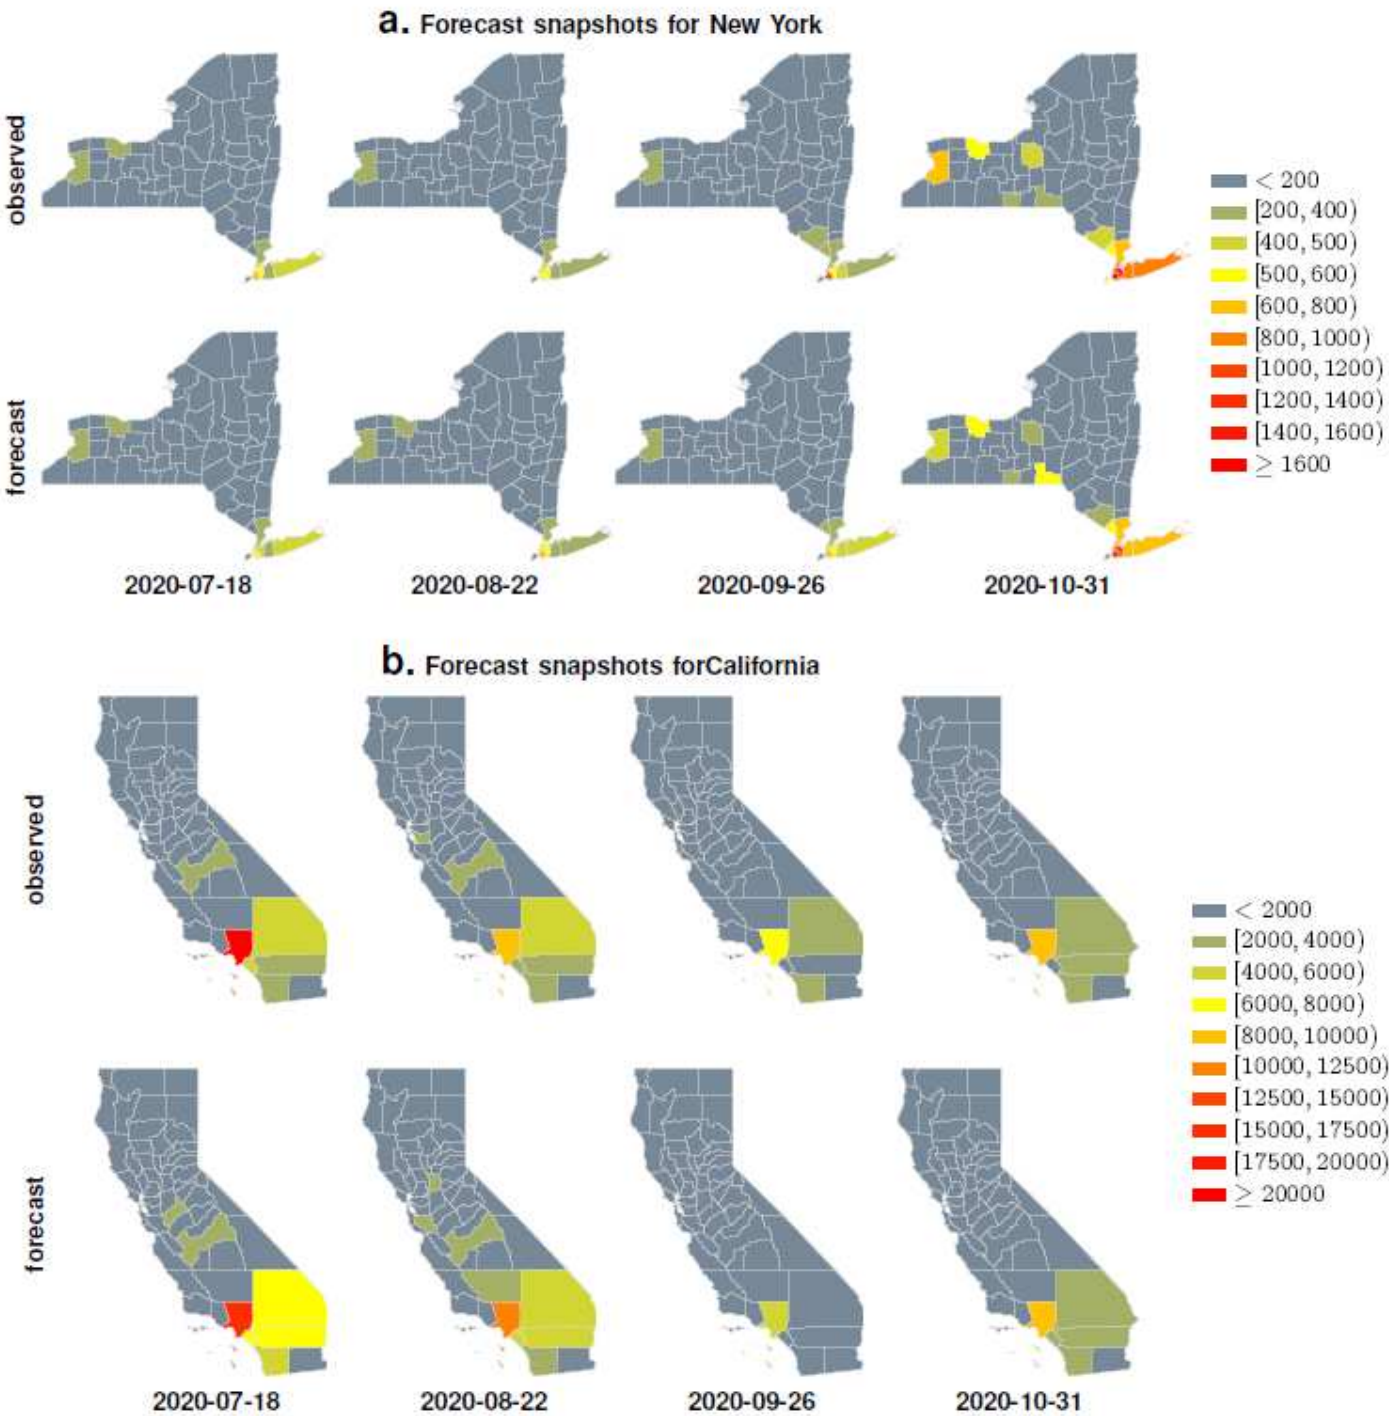 a. Forecast snapshots for New York
observed
< 200
[200, 400)
[400, 500)
[500, 600)
[600, 800)
[800, 1000)
[1000, 1200)
[1200, 1400)
[1400, 1600)
≥ 1600
forecast
2020-07-18 2020-08-22 2020-09-26 2020-10-31
b. Forecast snapshots forCalifornia
observed
< 2000
[2000, 4000)
[4000, 6000)
[6000, 8000)
[8000, 10000)
[10000, 12500)
[12500, 15000)
[15000, 17500)
[17500, 20000)
≥ 20000
forecast
2020-07-18 2020-08-22 2020-09-26 2020-10-31